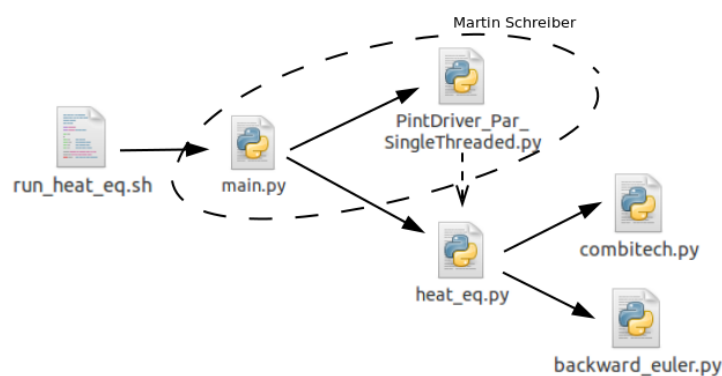 Martin Schreiber
PintDriver_Par_
SingleThreaded.py
run_heat_eq.sh
main.py
combitech.py
heat_eq.py
backward_euler.py